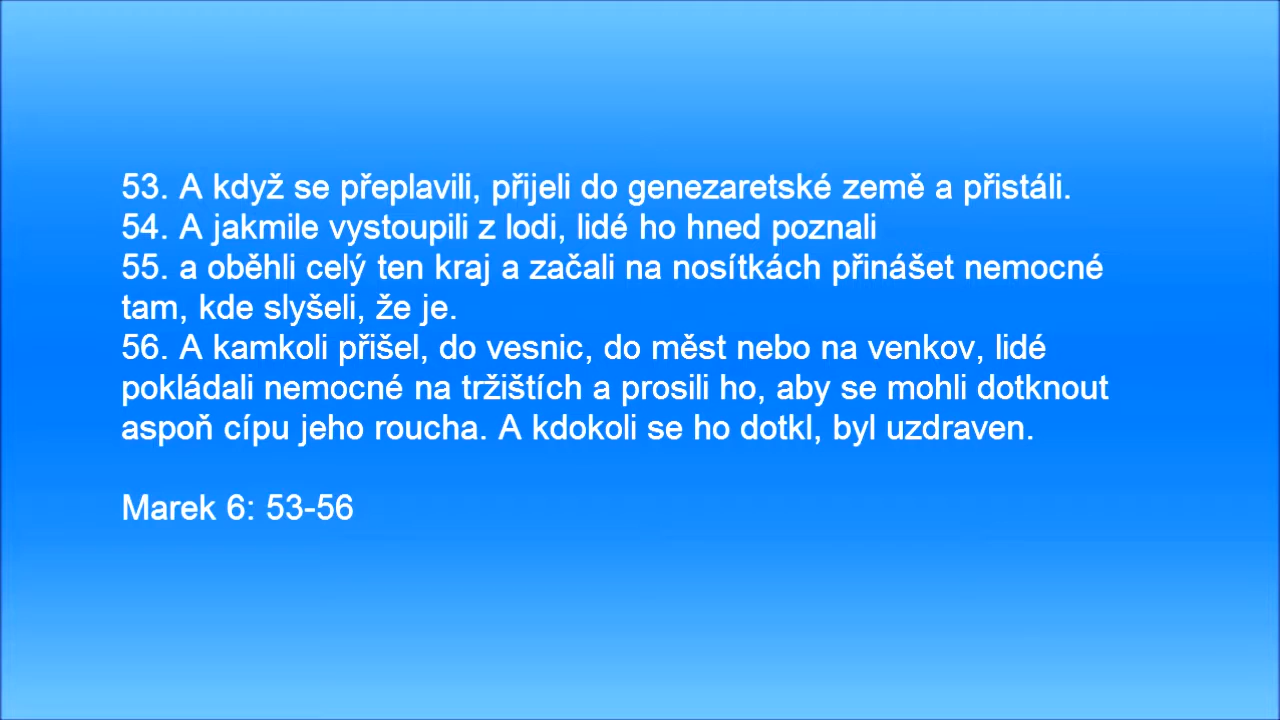 53. A když se přeplavili, přijeli do genezaretské země a přistáli.
54. A jakmile vystoupili z lodi, lidé ho hned poznali
55. a oběhli celý ten kraj a začali na nosítkách přinášet nemocné
tam, kde slyšeli, že je.
56. A kamkoli přišel, do vesnic, do měst nebo na venkov, lidé
pokládali nemocné na tržištích a prosili ho, aby se mohli dotknout
aspoň cípu jeho roucha. A kdokoli se ho dotkl, byl uzdraven.
Marek 6: 53-56